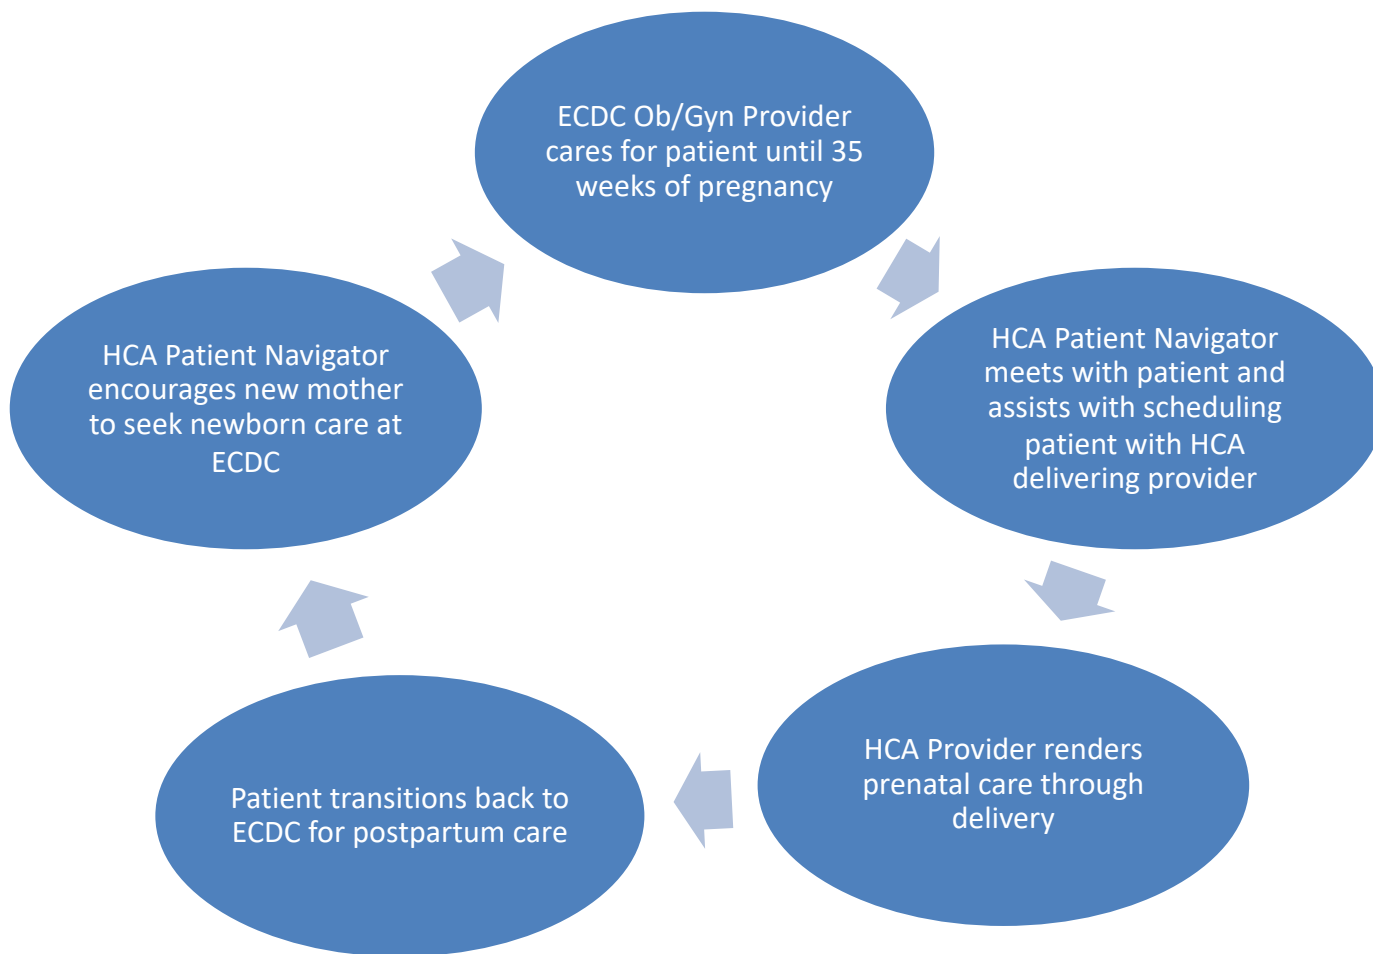 ECDC Ob/Gyn Provider
cares for patient until 35
weeks of pregnancy
HCA Patient Navigator
meets with patient and
assists with scheduling
patient with HCA
delivering provider
HCA Provider renders
prenatal care through
delivery
Patient transitions back to
ECDC for postpartum care
HCA Patient Navigator
encourages new mother
to seek newborn care at
ECDC